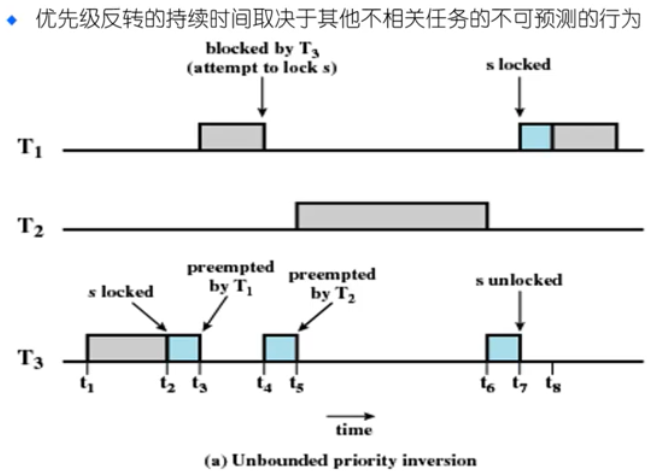 优先级反转的持续时间取决于其他不相关任务的不可预测的行为
blocked by T3
(attempt to lock s)
s locked
T1
T2
preempted
by T1
preempted
by T2
s locked
s unlocked
T3
t1 t2 t3 t4 t5 t6 t7 t8
time
(a) Unbounded priority inversion